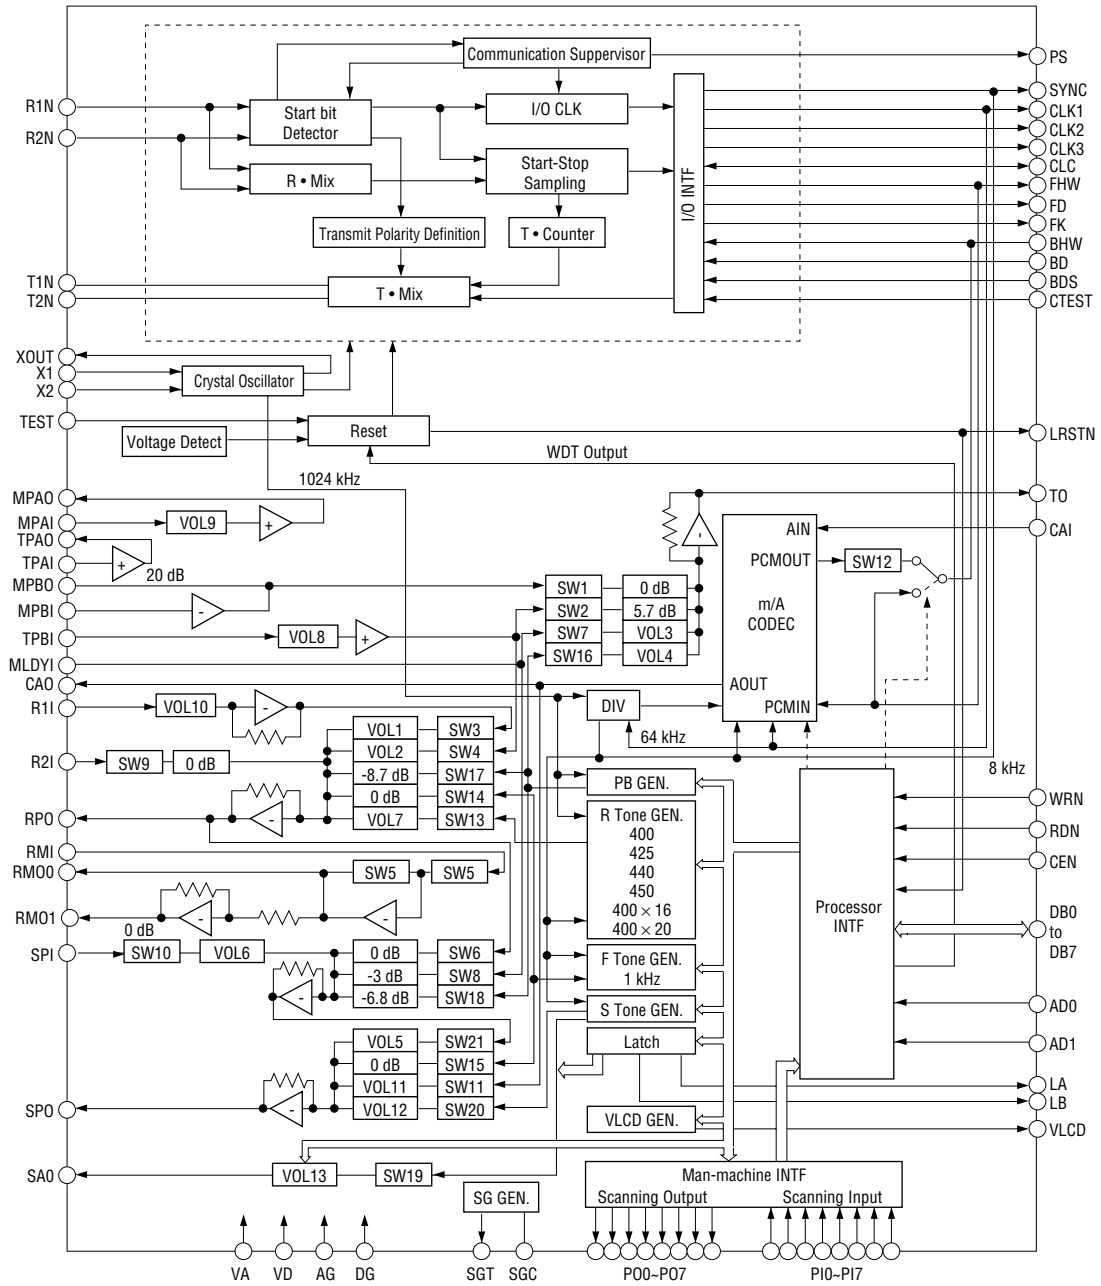 Communication Suppervisor
PS
SYNC
R1N
Start bit
Detector
I/O CLK
CLK1
CLK2
R2N
CLK3
Start-Stop
Sampling
CLC
R • Mix
I/O INTF
FHW
FD
FK
Transmit Polarity Definition
T • Counter
BHW
BD
T1N
T • Mix
BDS
T2N
CTEST
XOUT
X1
Crystal Oscillator
X2
TEST
Reset
LRSTN
Voltage Detect
WDT Output
1024 kHz
MPAO
TO
MPAI
VOL9
+
AIN
CAI
TPAO
-
TPAI
+
20 dB
PCMOUT
SW12
MPBO
SW1
0 dB
MPBI
-
SW2
5.7 dB
m/A
CODEC
TPBI
VOL8
+
SW7
VOL3
SW16
VOL4
MLDYI
CAO
AOUT
R1I
VOL10
-
DIV
PCMIN
VOL1
SW3
64 kHz
VOL2
SW4
R2I
SW9
0 dB
8 kHz
-8.7 dB
SW17
PB GEN.
0 dB
SW14
WRN
RPO
-
VOL7
SW13
R Tone GEN.
400
425
440
450
400 × 16
400 × 20
RDN
RMI
CEN
RMO0
SW5
SW5
Processor
INTF
RMO1
-
-
0 dB
DB0
to
DB7
SPI
SW10
VOL6
0 dB
SW6
F Tone GEN.
1 kHz
-3 dB
SW8
-
-6.8 dB
SW18
S Tone GEN.
AD0
VOL5
SW21
Latch
AD1
0 dB
SW15
VOL11
SW11
LA
SPO
-
VOL12
SW20
LB
VLCD GEN.
VLCD
SAO
VOL13
SW19
Man-machine INTF
Scanning Output
Scanning Input
SG GEN.
VA
VD
AG
DG
SGT
SGC
PO0~PO7
PI0~PI7